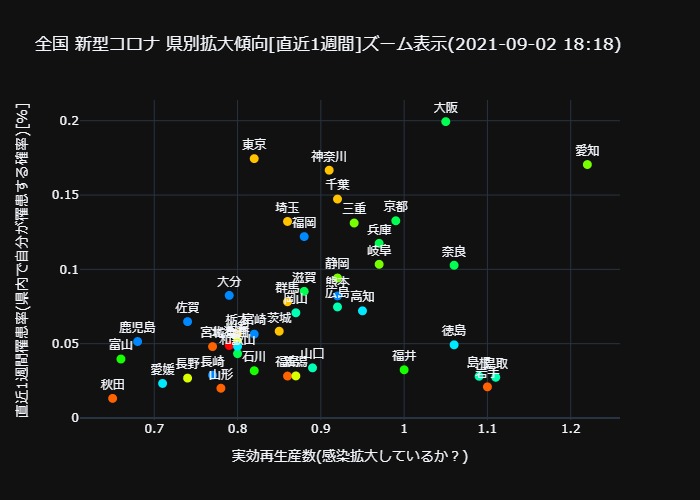 全国 新型コロナ 県別拡大傾向[直近1週間]ズーム表示(2021-09-02 18:18)
直近1週間罹患率(県内で自分が罹患する確率)[%]
0.2
0.15
0.1
0.05
0
大阪
東京
神奈川
愛知
千葉
埼玉
三重
京都
福岡
兵庫
岐阜
静岡
奈良
滋賀
大分
群馬
熊本
広島
岡山
高知
佐賀
栃木
宮崎
茨城
鹿児島
徳島
富山
和歌山
石川
山口
長野
長崎
福井
愛媛
山形
島根
鳥取
岩手
秋田
0.7
0.8
0.9
1
1.1
1.2
実効再生産数(感染拡大しているか？)